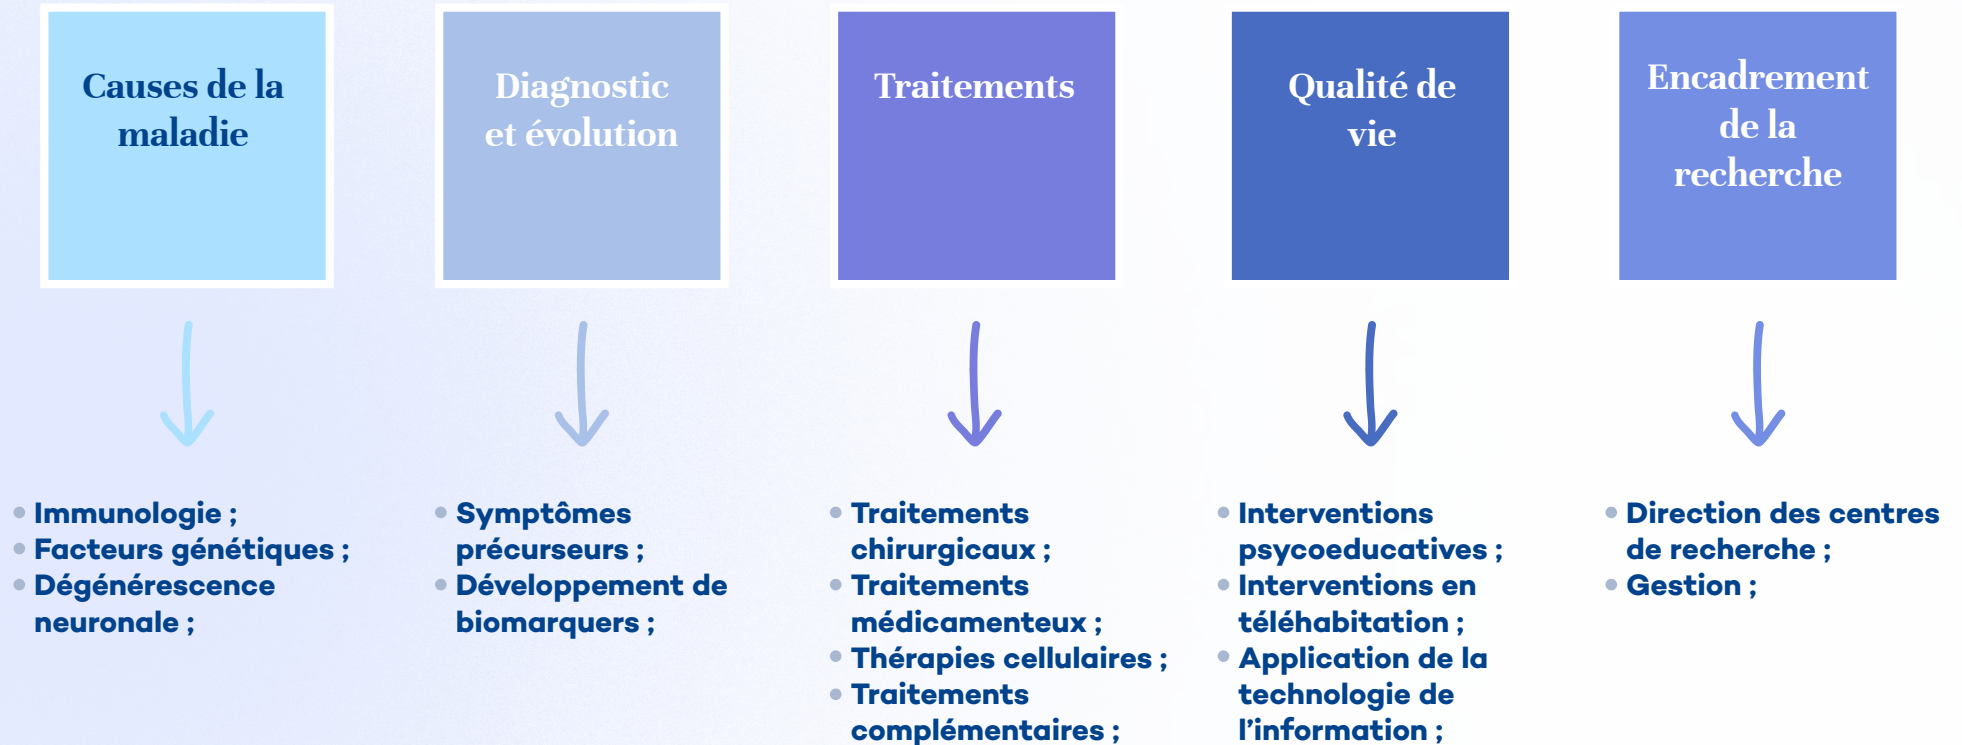 Causes de la
maladie
Diagnostic
et évolution
Traitements
Qualité de
vie
Encadrement
de la
recherche
Immunologie ;
Facteurs génétiques ;
Dégénérescence
neuronale ;
Symptômes
précurseurs ;
Développement de
biomarquers ;
Traitements
chirurgicaux ;
Traitements
médicamenteux ;
Thérapies cellulaires ;
Traitements
complémentaires ;
Interventions
psycoeducatives ;
Interventions en
téléhabitation ;
Application de la
technologie de
l’information ;
Direction des centres
de recherche ;
Gestion ;